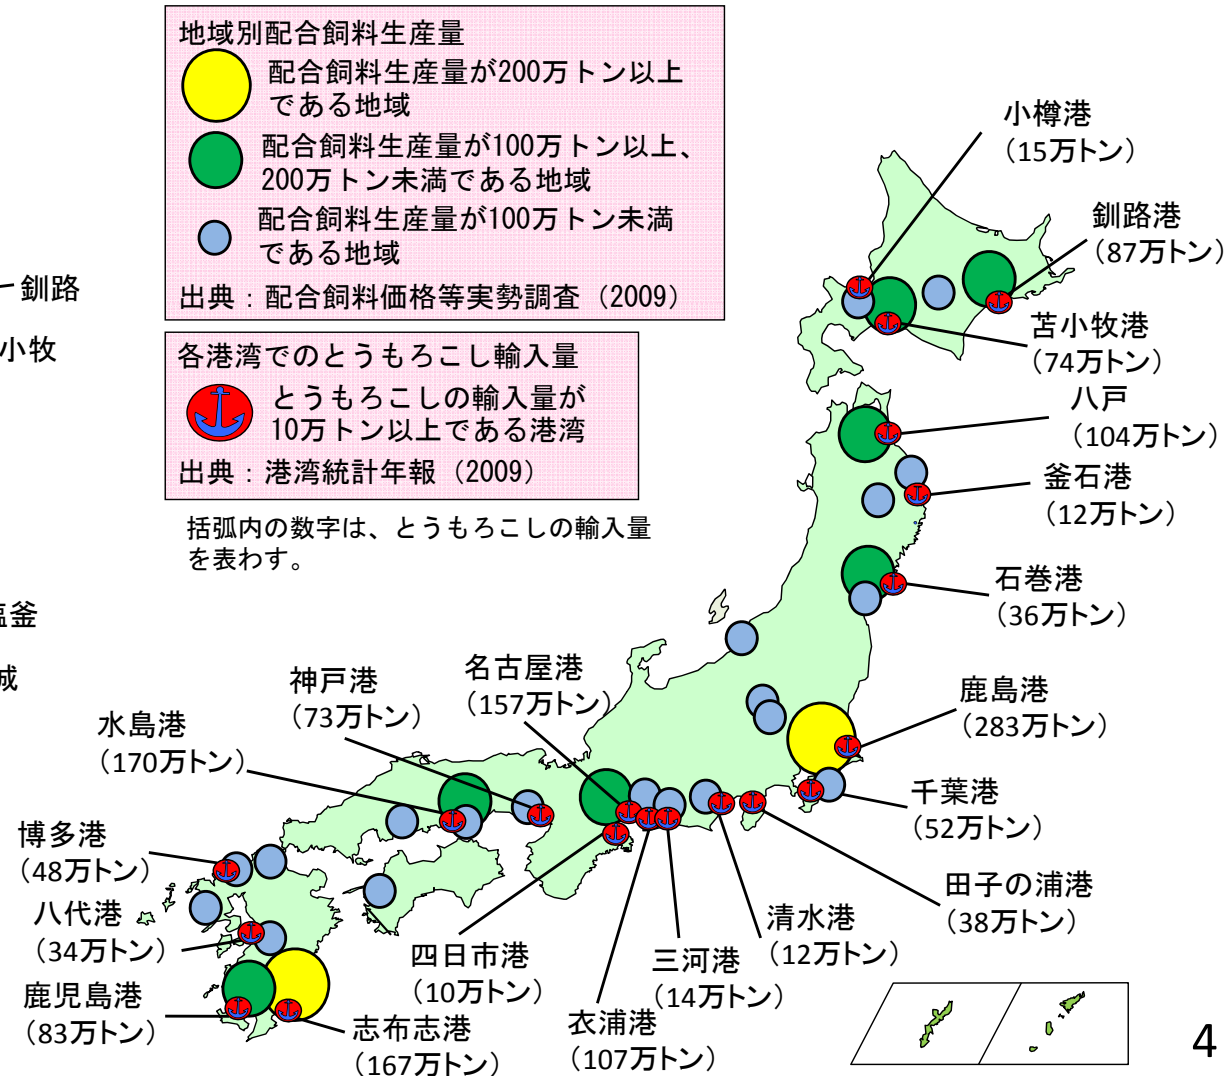 地域別配合飼料生産量
配合飼料生産量が200万トン以上
である地域
配合飼料生産量が100万トン以上、
200万トン未満である地域
配合飼料生産量が100万トン未満
である地域
出典：配合飼料価格等実勢調査（2009）
各港湾でのとうもろこし輸入量
とうもろこしの輸入量が
10万トン以上である港湾
出典：港湾統計年報（2009）
括弧内の数字は、とうもろこしの輸入量
を表わす。
釧路
小牧
塩釜
城
小樽港
（15万トン）
釧路港
（87万トン）
苫小牧港
（74万トン）
八戸
（104万トン）
釜石港
（12万トン）
石巻港
（36万トン）
鹿島港
（283万トン）
千葉港
（52万トン）
田子の浦港
（38万トン）
清水港
（12万トン）
三河港
（14万トン）
衣浦港
（107万トン）
四日市港
（10万トン）
名古屋港
（157万トン）
神戸港
（73万トン）
水島港
（170万トン）
博多港
（48万トン）
八代港
（34万トン）
鹿児島港
（83万トン）
志布志港
（167万トン）
4